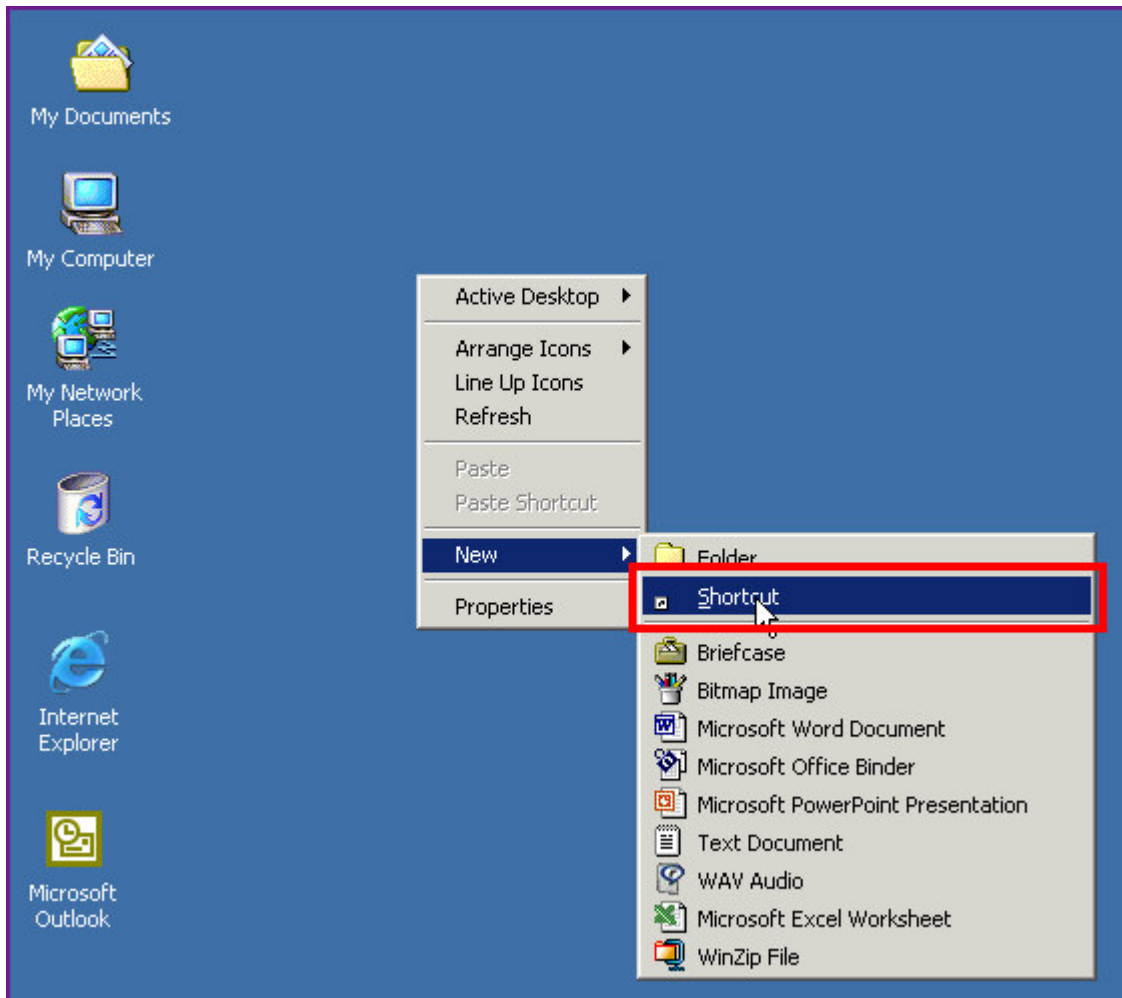 My Documents
My Computer
My Network
Places
Recycle Bin
Internet
Explorer
Microsoft
Outlook
Active Desktop
Arrange Icons
Line Up Icons
Refresh
Paste
Paste Shortcut
New
Properties
Folder
Shortcut
Briefcase
Bitmap Image
Microsoft Word Document
Microsoft Office Binder
Microsoft PowerPoint Presentation
Text Document
WAV Audio
Microsoft Excel Worksheet
WinZip File